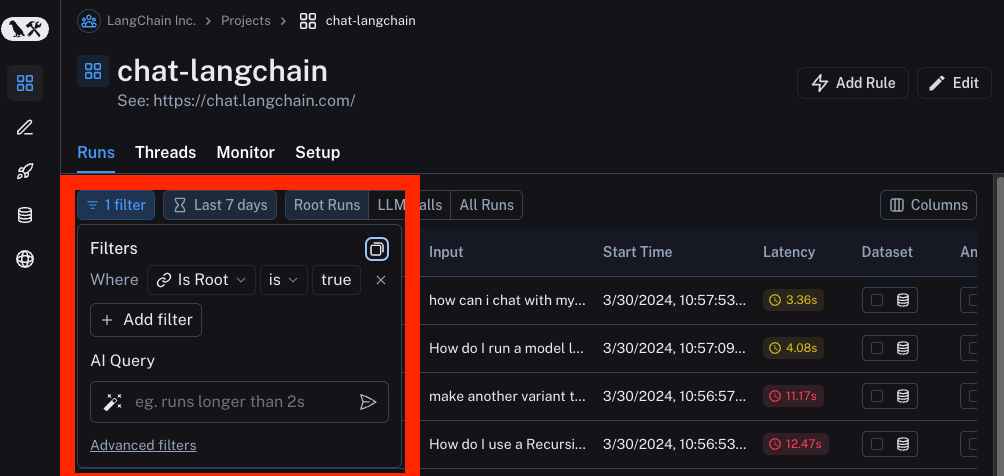 LangChain Inc. > Projects > chat-langchain
chat-langchain
See: https://chat.langchain.com/
Add Rule
Edit
Runs Threads Monitor Setup
1 filter Last 7 days Root Runs LLM alls All Runs
Columns
Filters
Where Is Root is true
Add filter
AI Query
eg. runs longer than 2s
Advanced filters
Input Start Time Latency Dataset An
how can i chat with my... 3/30/2024, 10:57:53... 3.36s
How do I run a model l... 3/30/2024, 10:57:09... 4.08s
make another variant t... 3/30/2024, 10:56:57... 11.17s
How do I use a Recursi... 3/30/2024, 10:56:53... 12.47s